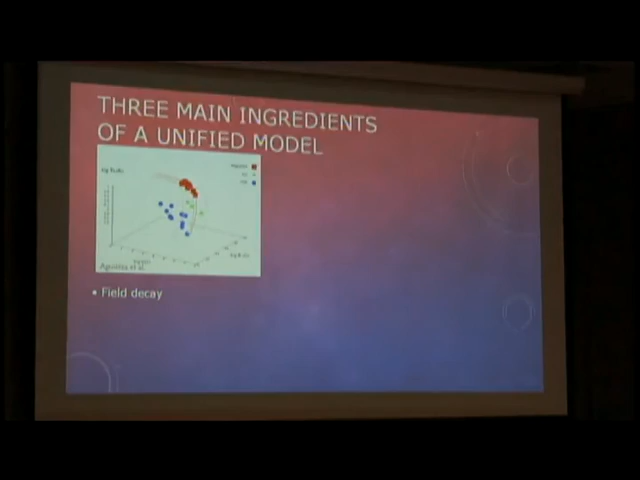 THREE MAIN INGREDIENTS
OF A UNIFIED MODEL
• Field decay